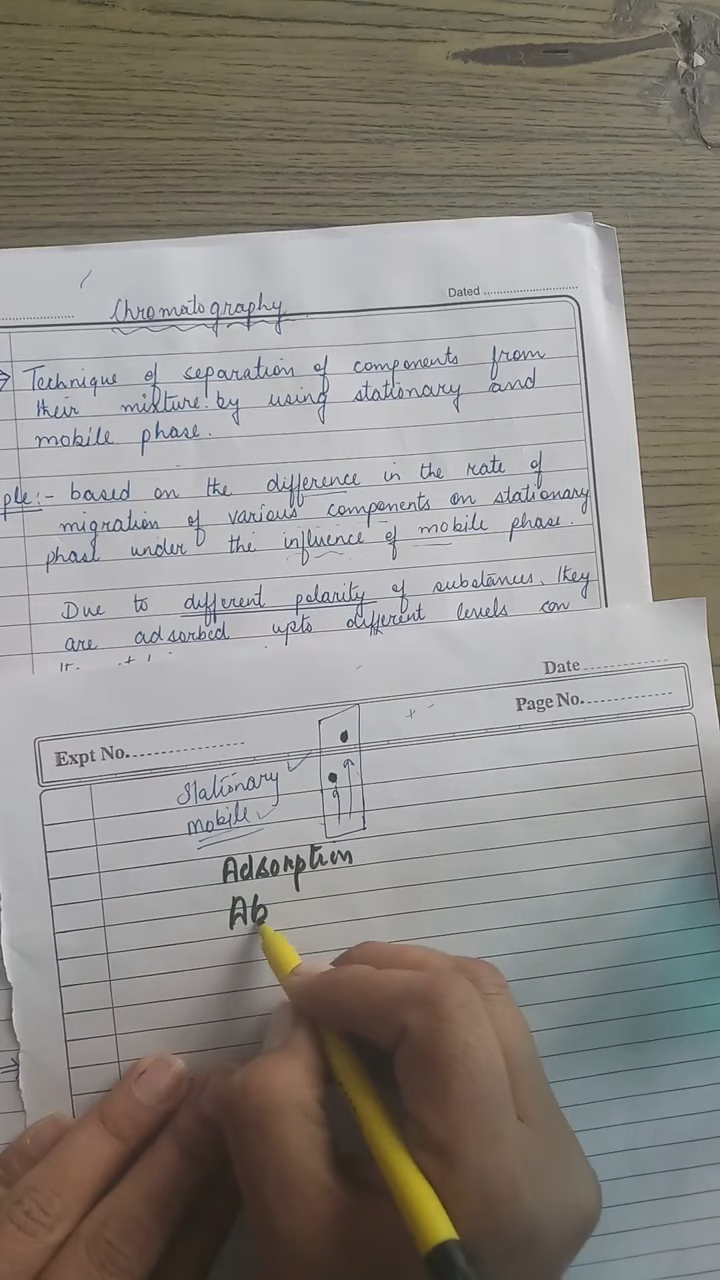 Chromatography
Dated
Technique of separation of components from
their mixture by using stationary and
mobile phase.
ple:- based on the difference in the rate of
migration of various components on stationary
phase under the influence of mobile phase.
Due to different polarity of substances, they
are adsorbed upto different levels on
Date
Expt No.
Page No.
+ -
Stationary
mobile
Adsorption
Ab